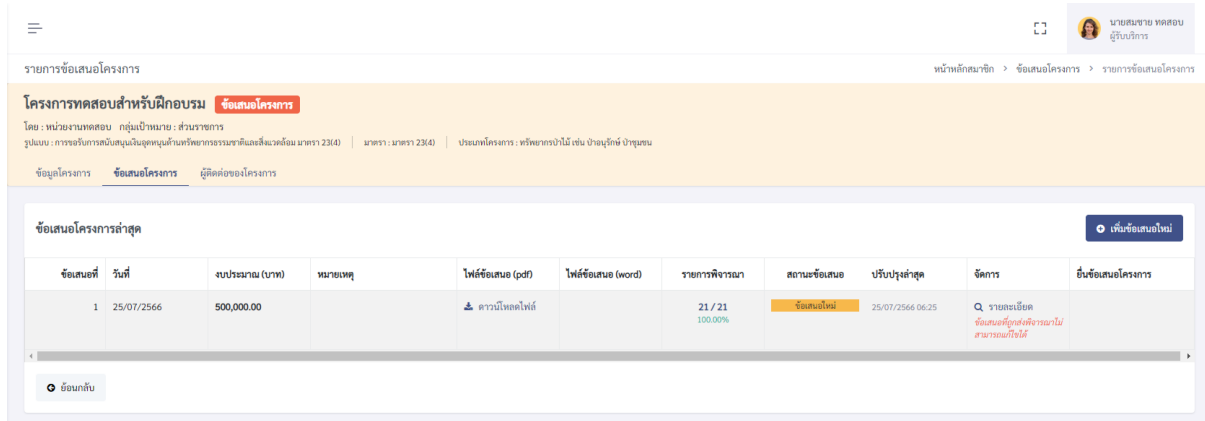 นายสมชาย ทดสอบ
ผู้รับบริการ
รายการข้อเสนอโครงการ
หน้าหลักสมาชิก > ข้อเสนอโครงการ > รายการข้อเสนอโครงการ
โครงการทดสอบสำหรับฝึกอบรม ข้อเสนอโครงการ
โดย : หน่วยงานทดสอบ กลุ่มเป้าหมาย : ส่วนราชการ
รูปแบบ : การขอรับการสนับสนุนเงินอุดหนุนด้านทรัพยากรธรรมชาติและสิ่งแวดล้อม มาตรา 23(4) มาตรา : มาตรา 23(4) ประเภทโครงการ : ทรัพยากรป่าไม้ เช่น ป่าอนุรักษ์ ป่าชุมชน
ข้อมูลโครงการ ข้อเสนอโครงการ ผู้ติดต่อของโครงการ
ข้อเสนอโครงการล่าสุด เพิ่มข้อเสนอใหม่
ข้อเสนอที่ วันที่ งบประมาณ (บาท) หมายเหตุ ไฟล์ข้อเสนอ (pdf) ไฟล์ข้อเสนอ (word) รายการพิจารณา สถานะข้อเสนอ ปรับปรุงล่าสุด จัดการ ยื่นข้อเสนอโครงการ
1 25/07/2566 500,000.00 ดาวน์โหลดไฟล์ 21 / 21 ข้อเสนอใหม่ 25/07/2566 06:25 รายละเอียด
100.00% ข้อเสนอที่ถูกส่งพิจารณาไม่
สามารถแก้ไขได้
ย้อนกลับ